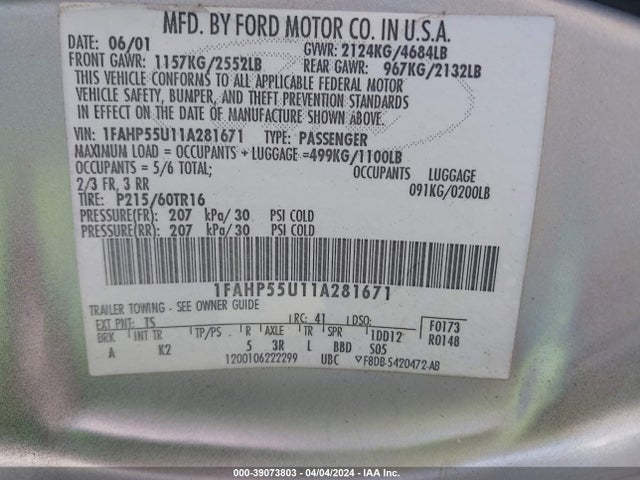 MFD. BY FORD MOTOR CO. IN U.S.A.
DATE: 06/01 GVWR: 2124KG/4684LB
FRONT GAWR: 1157KG/2552LB REAR GAWR: 967KG/2132LB
THIS VEHICLE CONFORMS TO ALL APPLICABLE FEDERAL MOTOR
VEHICLE SAFETY, BUMPER, AND THEFT PREVENTION STANDARDS
IN EFFECT ON THE DATE OF MANUFACTURE SHOWN ABOVE.
VIN: 1FAHP55U11A281671 TYPE: PASSENGER
MAXIMUM LOAD = OCCUPANTS + LUGGAGE =499KG/1100LB
OCCUPANTS = 5/6 TOTAL; OCCUPANTS LUGGAGE
2/3 FR, 3 RR 091KG/0200LB
TIRE: P215/60TR16
PRESSURE(FR) 207 kPa/30 PSI COLD
PRESSURE(RR) 207 kPa/30 PSI COLD
1FAHP55U11A281671
TRAILER TOWING - SEE OWNER GUIDE
EXT PNT: TS RC: 41 DSO: F0173
BRK INT TR TP/PS R AXLE TR SPR 1DD12 R0148
A K2 5 3R L BBD S05
1200106222299 UBC F8DB-5420472-AB
000-39073803 - 04/04/2024 - IAA Inc.